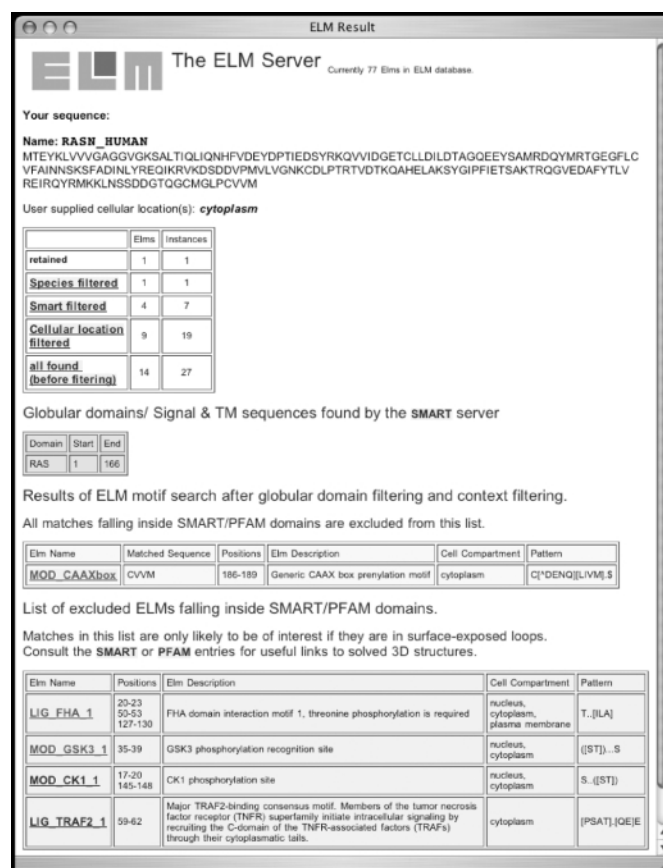 ELM Result
ELM
The ELM Server Currently 77 Elms in ELM database.
Your sequence:
Name: RASN_HUMAN
MTEYKLVVVGAGGVGKSALTIQLIQNHFVDEYDPTIEDSYRKQVVIDGETCLLDILDTAGQEEYSAMRDQYMRTGEGFLC
VFAINNSKSFADINLYREQIKRVKDSDDVPMVLVGNKCDLPTRTVDTKQAHELAKSYGIPFIETSAKTRQGVEDAFYTLV
REIRQYRMKKLNSSDDGTQGCMGLPCVVM
User supplied cellular location(s): cytoplasm
Elms Instances
retained 1 1
Species filtered 1 1
Smart filtered 4 7
Cellular location
filtered 9 19
all found
(before fitering) 14 27
Globular domains/ Signal & TM sequences found by the SMART server
Domain Start End
RAS 1 166
Results of ELM motif search after globular domain filtering and context filtering.
All matches falling inside SMART/PFAM domains are excluded from this list.
Elm Name Matched Sequence Positions Elm Description Cell Compartment Pattern
MOD_CAAXbox CVVM 186-189 Generic CAAX box prenylation motif cytoplasm C[^DENQ][LIVM].$
List of excluded ELMs falling inside SMART/PFAM domains.
Matches in this list are only likely to be of interest if they are in surface-exposed loops.
Consult the SMART or PFAM entries for useful links to solved 3D structures.
Elm Name Positions Elm Description Cell Compartment Pattern
LIG_FHA_1 20-23 50-53 127-130 FHA domain interaction motif 1, threonine phosphorylation is required nucleus, cytoplasm, plasma membrane T..[ILA]
MOD_GSK3_1 35-39 GSK3 phosphorylation recognition site nucleus, cytoplasm ([ST])...S
MOD_CK1_1 17-20 145-148 CK1 phosphorylation site nucleus, cytoplasm S..([ST])
LIG_TRAF2_1 59-62 Major TRAF2-binding consensus motif. Members of the tumor necrosis factor receptor (TNFR) superfamily initiate intracellular signaling by recruiting the C-domain of the TNFR-associated factors (TRAFs) through their cytoplasmatic tails. cytoplasm [PSAT].[QE]E